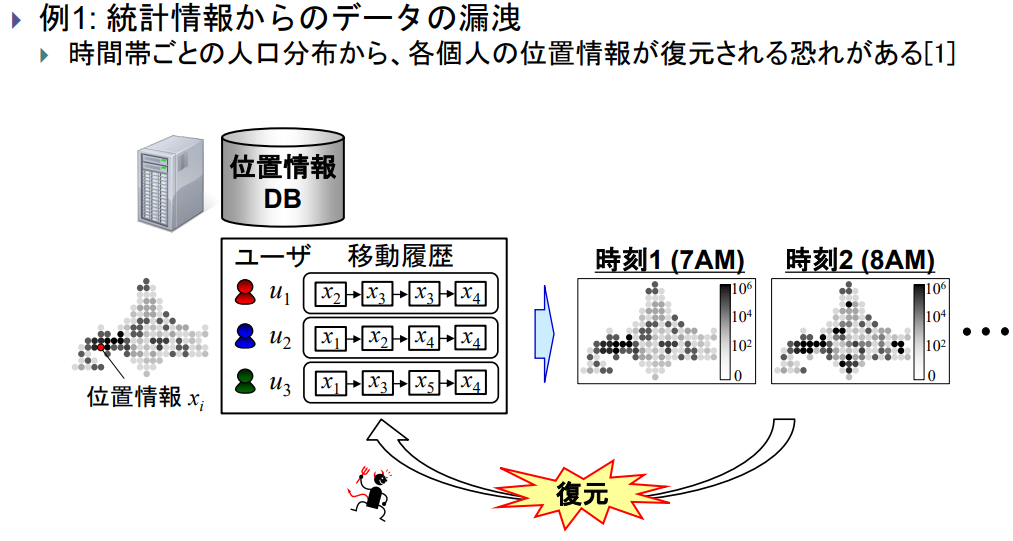 例1: 統計情報からのデータの漏洩
時間帯ごとの人口分布から、各個人の位置情報が復元される恐れがある[1]
位置情報
DB
ユーザ 移動履歴
u1 x2 x3 x3 x4
u2 x1 x2 x4 x4
u3 x1 x3 x5 x4
位置情報 xi
時刻1 (7AM)
10^6
10^4
10^2
0
時刻2 (8AM)
10^6
10^4
10^2
0
•••
復元